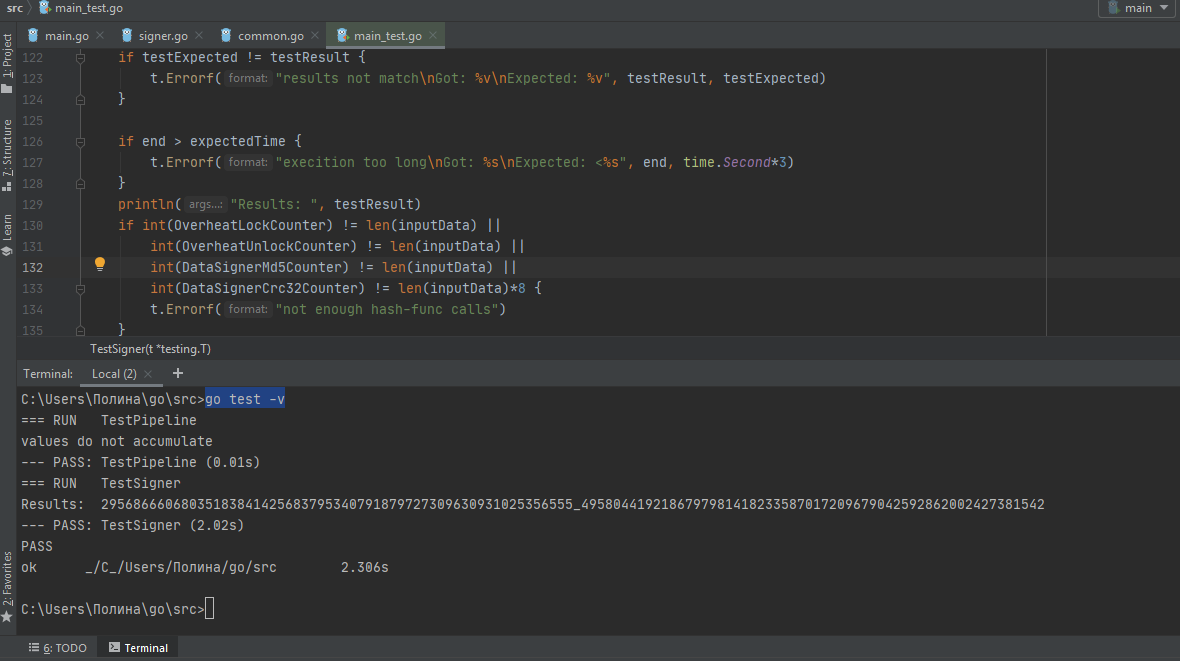 src main_test.go main
main.go signer.go common.go main_test.go
1: Project
7: Structure
Learn
2: Favorites
122 if testExpected != testResult {
123 t.Errorf( format: "results not match\nGot: %v\nExpected: %v", testResult, testExpected)
124 }
125
126 if end > expectedTime {
127 t.Errorf( format: "execition too long\nGot: %s\nExpected: <%s", end, time.Second*3)
128 }
129 println( args...: "Results: ", testResult)
130 if int(OverheatLockCounter) != len(inputData) ||
131 int(OverheatUnlockCounter) != len(inputData) ||
132 int(DataSignerMd5Counter) != len(inputData) ||
133 int(DataSignerCrc32Counter) != len(inputData)*8 {
134 t.Errorf( format: "not enough hash-func calls")
135 }
TestSigner(t *testing.T)
Terminal: Local (2) +
C:\Users\Полина\go\src>go test -v
=== RUN TestPipeline
values do not accumulate
--- PASS: TestPipeline (0.01s)
=== RUN TestSigner
Results: 29568666068035183841425683795340791879727309630931025356555_4958044192186797981418233587017209679042592862002427381542
--- PASS: TestSigner (2.02s)
PASS
ok _/C_/Users/Полина/go/src 2.306s
C:\Users\Полина\go\src>
6: TODO Terminal